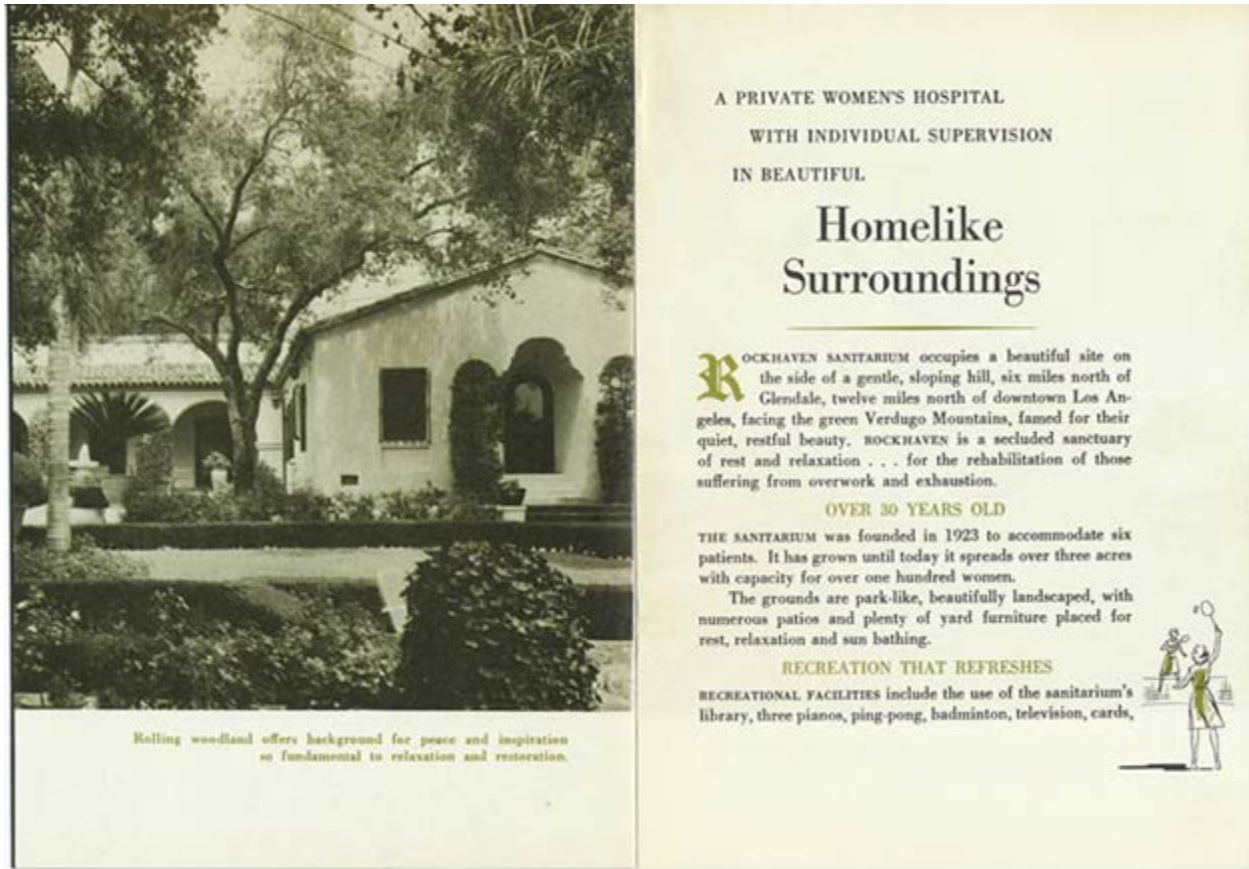 Rolling woodland offers background for peace and inspiration
so fundamental to relaxation and restoration.
A PRIVATE WOMEN'S HOSPITAL
WITH INDIVIDUAL SUPERVISION
IN BEAUTIFUL
Homelike
Surroundings
ROCKHAVEN SANITARIUM occupies a beautiful site on
the side of a gentle, sloping hill, six miles north of
Glendale, twelve miles north of downtown Los An-
geles, facing the green Verdugo Mountains, famed for their
quiet, restful beauty. ROCKHAVEN is a secluded sanctuary
of rest and relaxation . . . for the rehabilitation of those
suffering from overwork and exhaustion.
OVER 30 YEARS OLD
THE SANITARIUM was founded in 1923 to accommodate six
patients. It has grown until today it spreads over three acres
with capacity for over one hundred women.
The grounds are park-like, beautifully landscaped, with
numerous patios and plenty of yard furniture placed for
rest, relaxation and sun bathing.
RECREATION THAT REFRESHES
RECREATIONAL FACILITIES include the use of the sanitarium's
library, three pianos, ping-pong, badminton, television, cards,